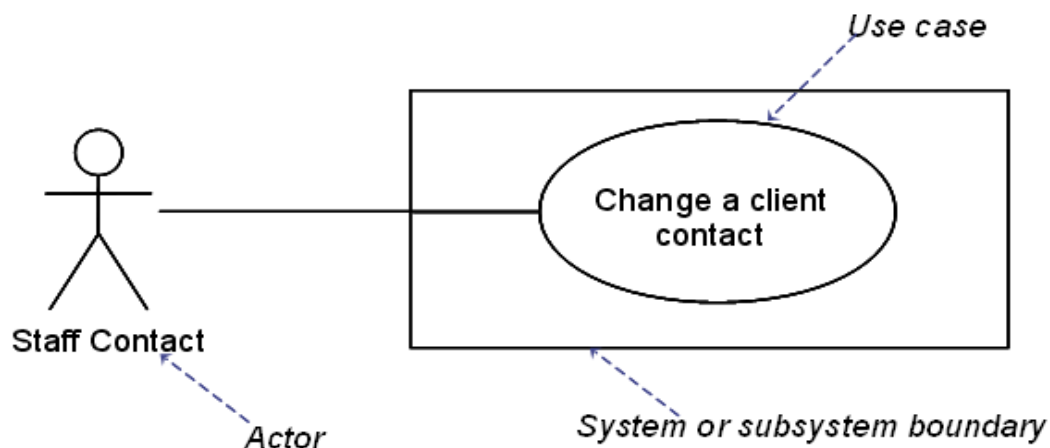 Use case
Change a client
contact
Staff Contact
Actor
System or subsystem boundary